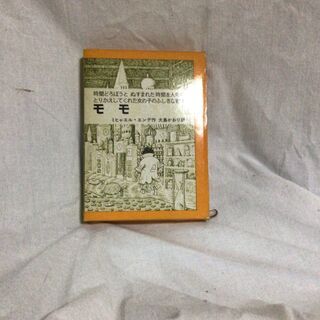 時間どろぼうと ぬすまれた時間を人間に
とりかえしてくれた女の子のふしぎな
モモ
ミヒャエル・エンデ作 大島かおり訳